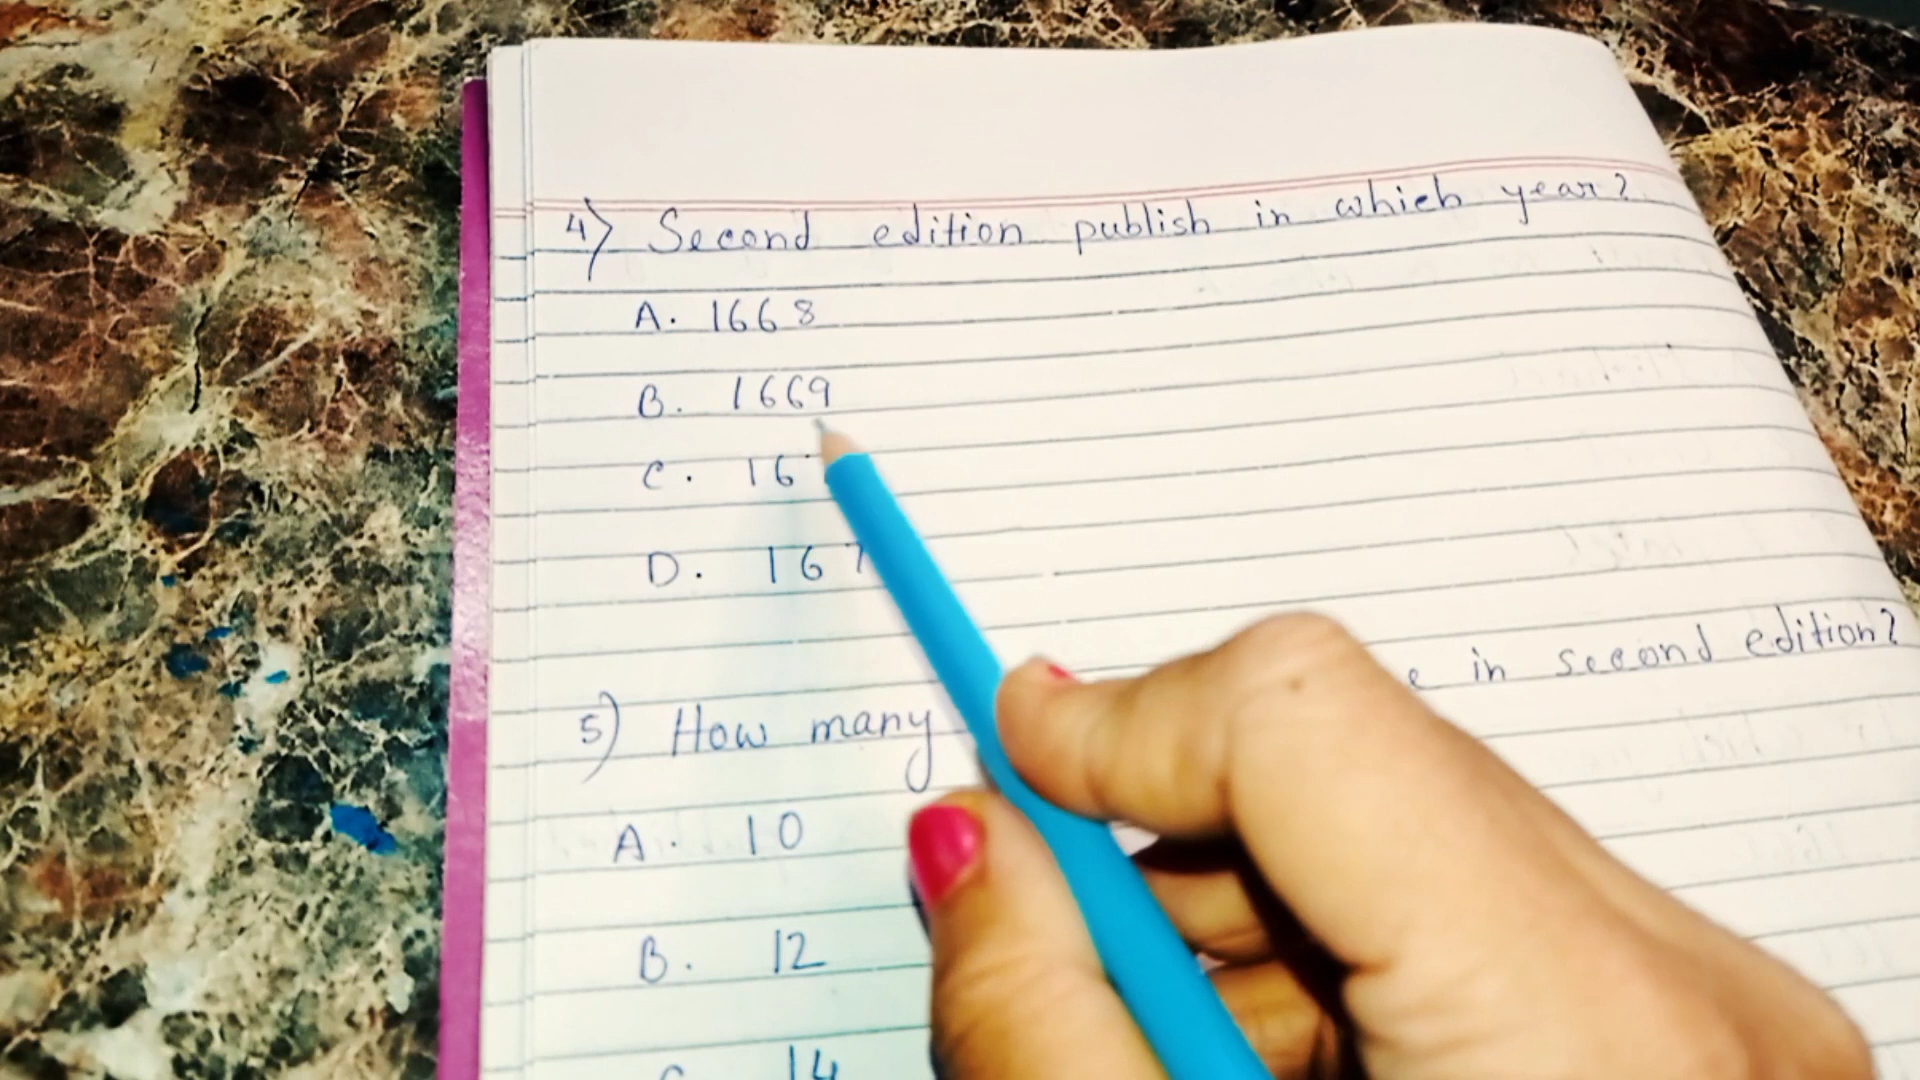 4) Second edition publish in which year?
A. 1668
B. 1669
C. 16
D. 167
5) How many in second edition?
A. 10
B. 12
C 14